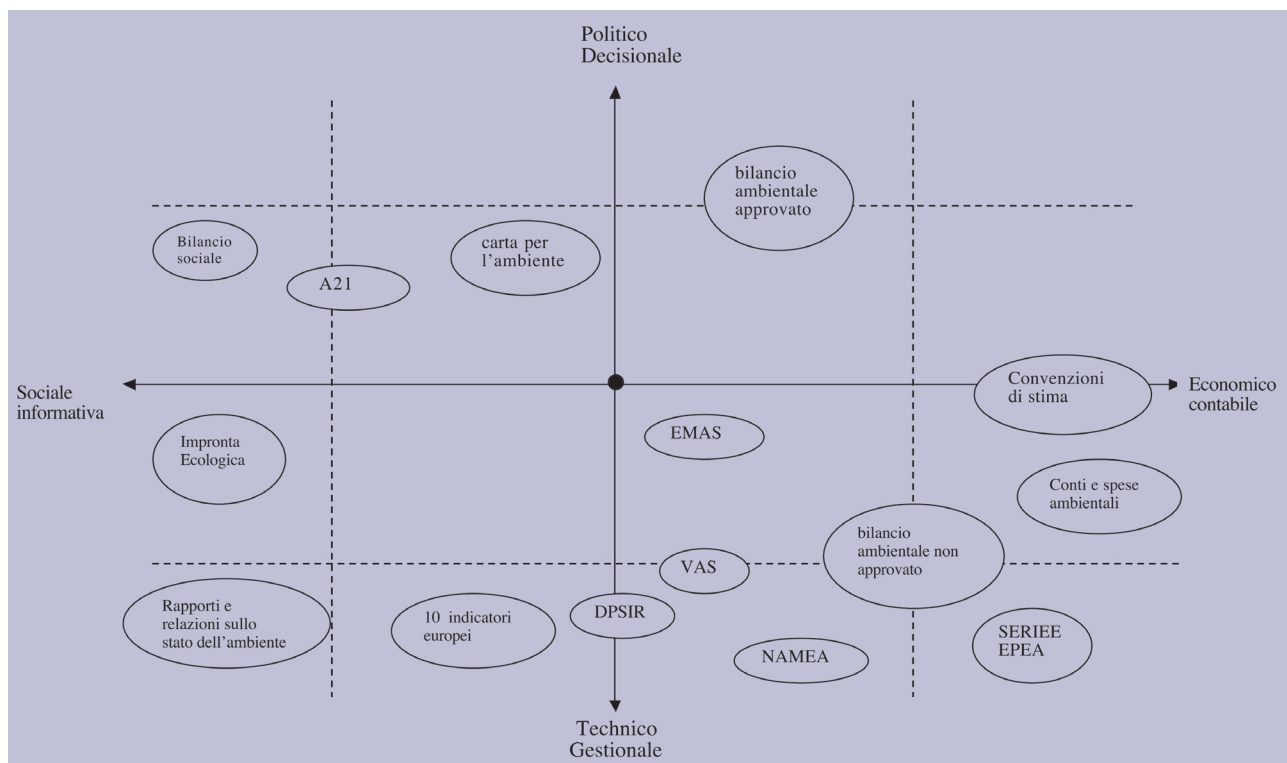 Politico
Decisionale
bilancio
ambientale
approvato
Bilancio
sociale
carta per
l’ambiente
A21
Sociale
informativa
Convenzioni
di stima
Economico
contabile
Impronta
Ecologica
EMAS
Conti e spese
ambientali
bilancio
ambientale non
approvato
VAS
Rapporti e
relazioni sullo
stato dell’ambiente
10 indicatori
europei
DPSIR
NAMEA
SERIEE
EPEA
Technico
Gestionale